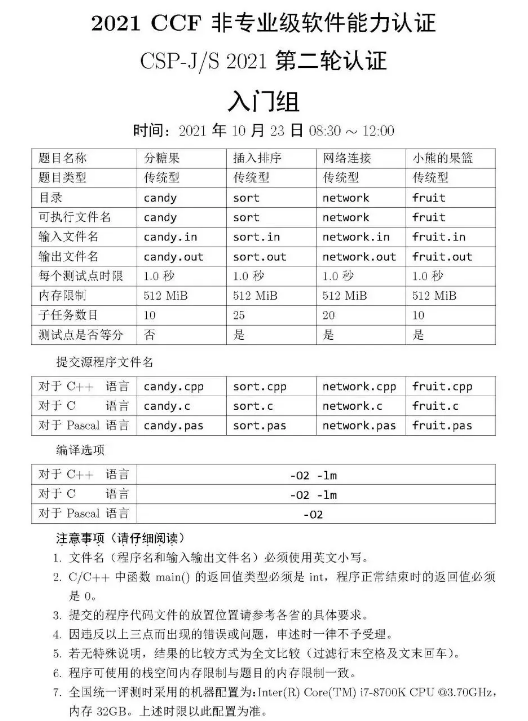 2021 CCF 非专业级软件能力认证
CSP-J/S 2021 第二轮认证
入门组
时间：2021 年 10 月 23 日 08:30 ~ 12:00
题目名称 分糖果 插入排序 网络连接 小熊的果篮
题目类型 传统型 传统型 传统型 传统型
目录 candy sort network fruit
可执行文件名 candy sort network fruit
输入文件名 candy.in sort.in network.in fruit.in
输出文件名 candy.out sort.out network.out fruit.out
每个测试点时限 1.0 秒 1.0 秒 1.0 秒 1.0 秒
内存限制 512 MiB 512 MiB 512 MiB 512 MiB
子任务数目 10 25 20 10
测试点是否等分 否 是 是 是
提交源程序文件名
对于 C++ 语言 candy.cpp sort.cpp network.cpp fruit.cpp
对于 C 语言 candy.c sort.c network.c fruit.c
对于 Pascal 语言 candy.pas sort.pas network.pas fruit.pas
编译选项
对于 C++ 语言 -O2 -lm
对于 C 语言 -O2 -lm
对于 Pascal 语言 -O2
注意事项（请仔细阅读）
1. 文件名（程序名和输入输出文件名）必须使用英文小写。
2. C/C++ 中函数 main() 的返回值类型必须是 int，程序正常结束时的返回值必须
是 0。
3. 提交的程序代码文件的放置位置请参考各省的具体要求。
4. 因违反以上三点而出现的错误或问题，申述时一律不予受理。
5. 若无特殊说明，结果的比较方式为全文比较（过滤行末空格及文末回车）。
6. 程序可使用的栈空间内存限制与题目的内存限制一致。
7. 全国统一评测时采用的机器配置为：Inter(R) Core(TM) i7-8700K CPU @3.70GHz，
内存 32GB。上述时限以此配置为准。